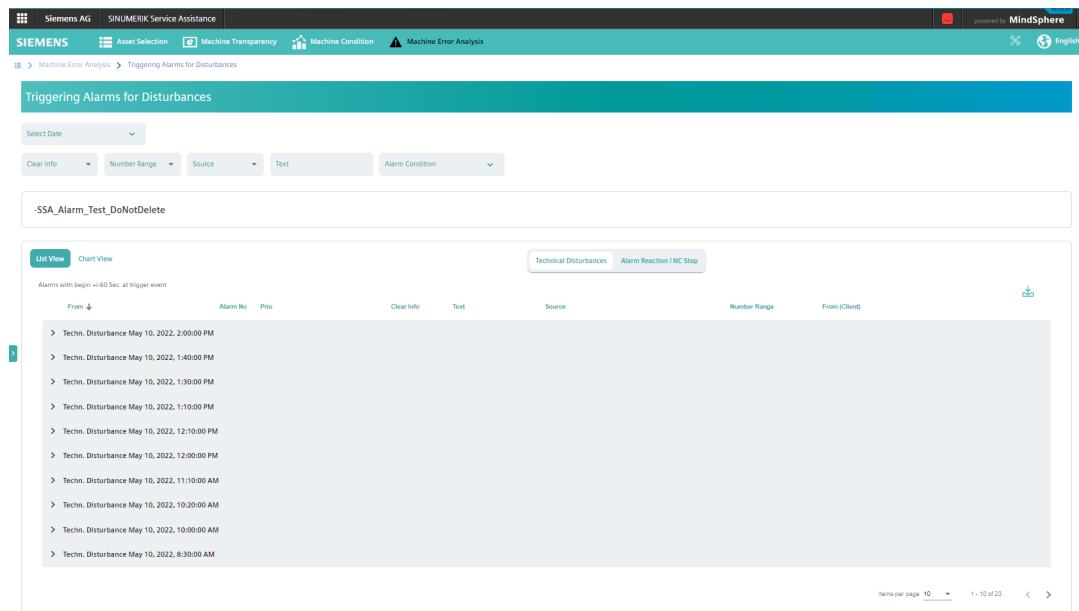 Siemens AG SINUMERIK Service Assistance powered by MindSphere
SIEMENS Asset Selection Machine Transparency Machine Condition Machine Error Analysis English
> Machine Error Analysis > Triggering Alarms for Disturbances
Triggering Alarms for Disturbances
Select Date
Clear Info Number Range Source Text Alarm Condition
-SSA_Alarm_Test_DoNotDelete
List View Chart View Technical Disturbances Alarm Reaction / NC Stop
Alarms with begin +/-60 Sec. at trigger event
From Alarm No Prio Clear Info Text Source Number Range From (Client)
> Techn. Disturbance May 10, 2022, 2:00:00 PM
> Techn. Disturbance May 10, 2022, 1:40:00 PM
> Techn. Disturbance May 10, 2022, 1:30:00 PM
> Techn. Disturbance May 10, 2022, 1:10:00 PM
> Techn. Disturbance May 10, 2022, 12:10:00 PM
> Techn. Disturbance May 10, 2022, 12:00:00 PM
> Techn. Disturbance May 10, 2022, 11:10:00 AM
> Techn. Disturbance May 10, 2022, 10:20:00 AM
> Techn. Disturbance May 10, 2022, 10:00:00 AM
> Techn. Disturbance May 10, 2022, 8:30:00 AM
Items per page 10 1 - 10 of 23 < >